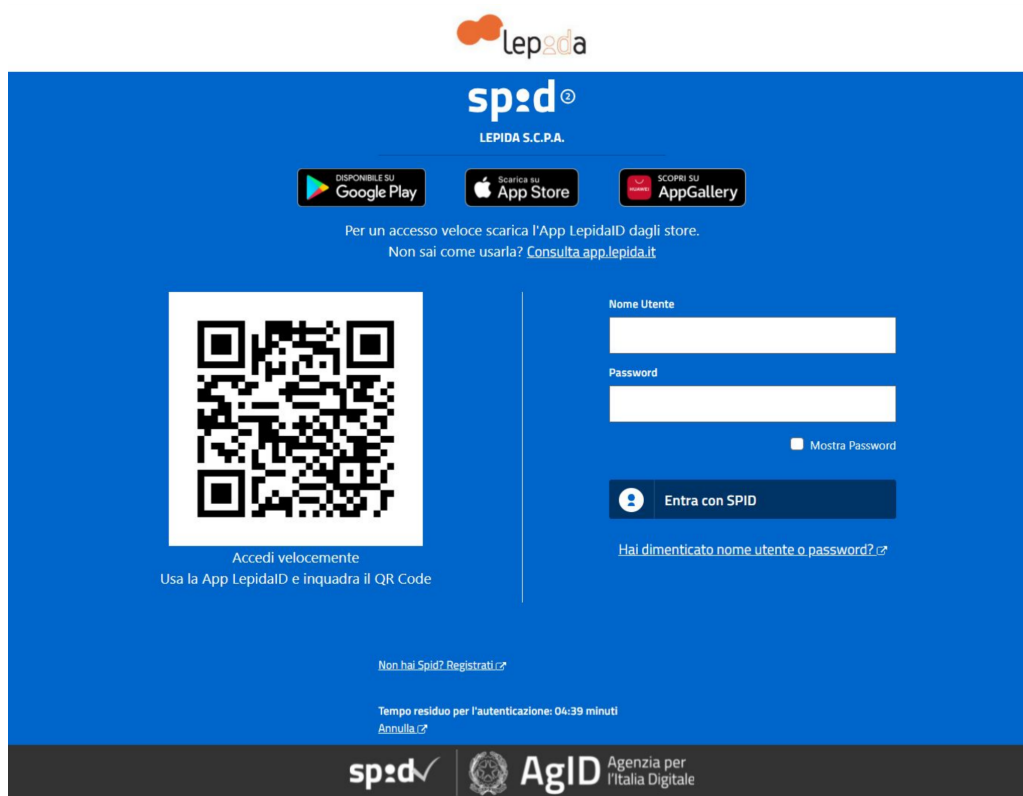 lepida
spid 2
LEPIDA S.C.P.A.
DISPONIBILE SU
Google Play
Scarica su
App Store
HUAWEI
SCOPRI SU
AppGallery
Per un accesso veloce scarica l'App LepidaID dagli store.
Non sai come usarla? Consulta app.lepida.it
Accedi velocemente
Usa la App LepidaID e inquadra il QR Code
Nome Utente
Password
Mostra Password
Entra con SPID
Hai dimenticato nome utente o password?
Non hai Spid? Registrati
Tempo residuo per l'autenticazione: 04:39 minuti
Annulla
spid
AgID Agenzia per
l'Italia Digitale